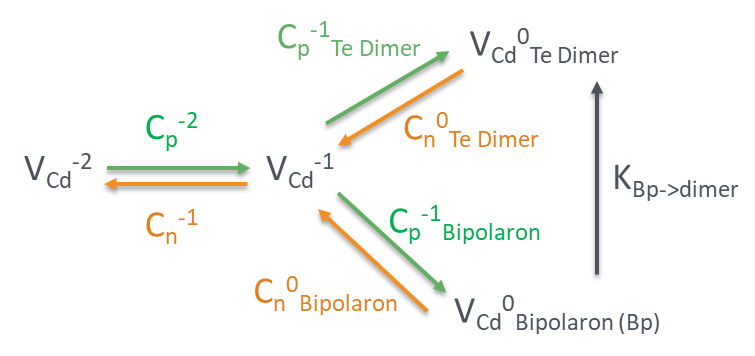 C_p^-1 Te Dimer
V_Cd^0 Te Dimer
C_p^-2
C_n^0 Te Dimer
V_Cd^-2
V_Cd^-1
K_Bp->dimer
C_n^-1
C_p^-1 Bipolaron
C_n^0 Bipolaron
V_Cd^0 Bipolaron (Bp)